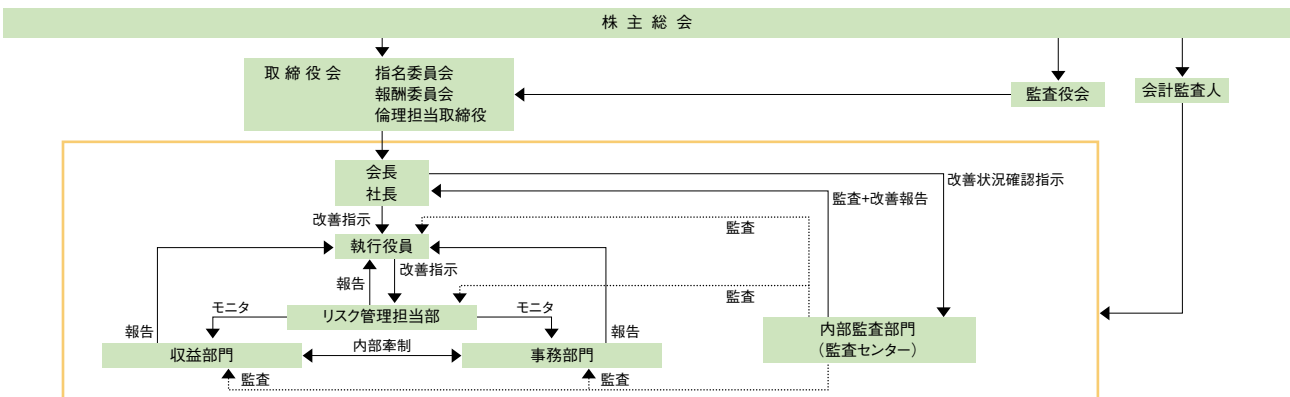 株主総会
取締役会 指名委員会
報酬委員会
倫理担当取締役
監査役会
会計監査人
会長
社長
改善状況確認指示
監査+改善報告
改善指示
監査
執行役員
改善指示
報告
監査
モニタ
リスク管理担当部
モニタ
報告
報告
収益部門
内部牽制
事務部門
内部監査部門
（監査センター）
監査
監査